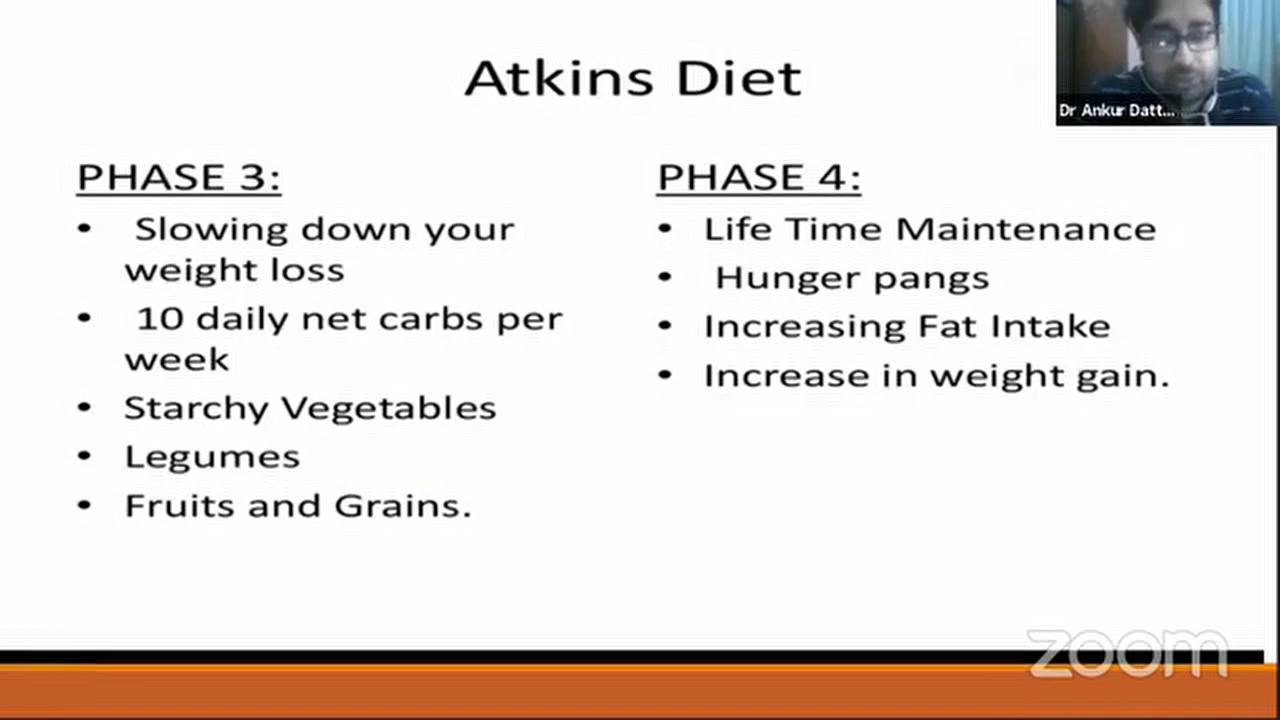 Atkins Diet
Dr Ankur Datt...
PHASE 3:
• Slowing down your
weight loss
• 10 daily net carbs per
week
• Starchy Vegetables
• Legumes
• Fruits and Grains.
PHASE 4:
• Life Time Maintenance
• Hunger pangs
• Increasing Fat Intake
• Increase in weight gain.
zoom